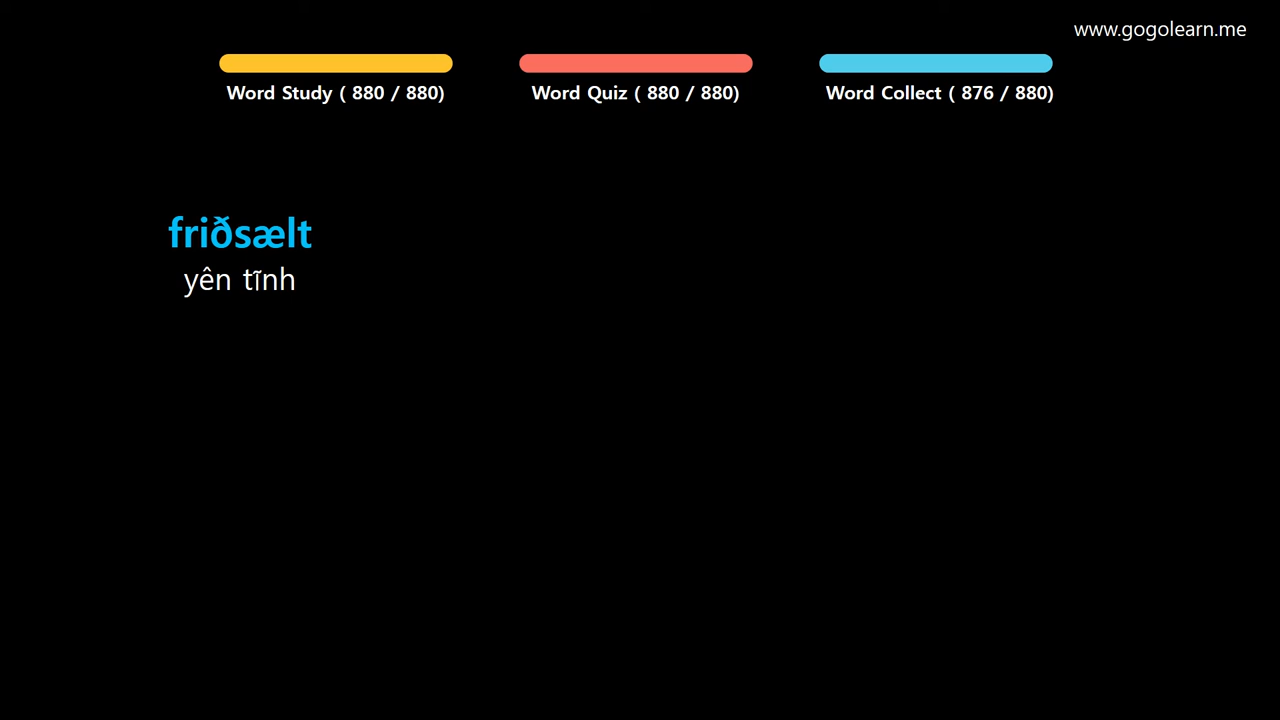 www.gogolearn.me
Word Study ( 880 / 880)
Word Quiz ( 880 / 880)
Word Collect ( 876 / 880)
friðsælt
yên tĩnh